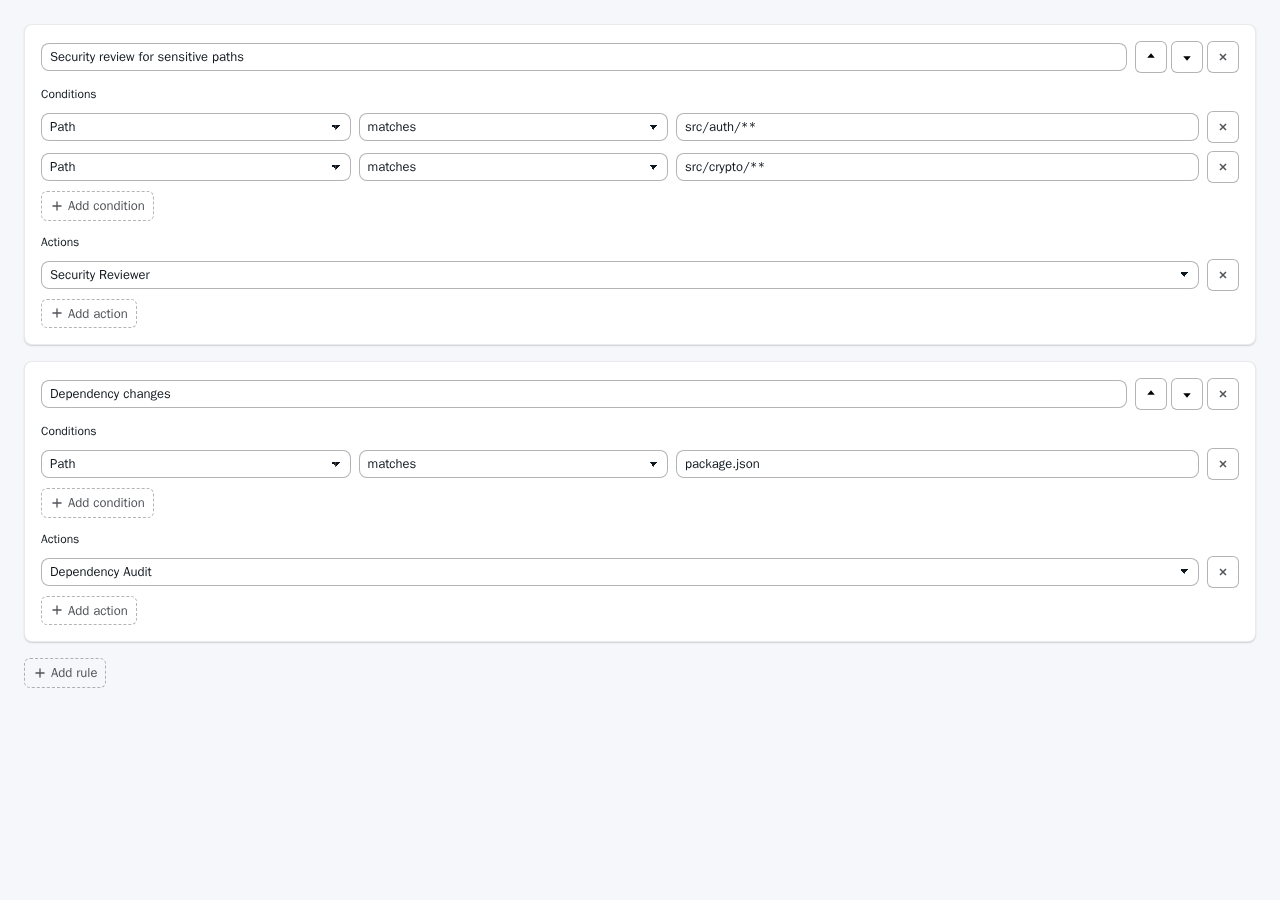 Security review for sensitive paths
Conditions
Path matches src/auth/**
Path matches src/crypto/**
Add condition
Actions
Security Reviewer
Add action
Dependency changes
Conditions
Path matches package.json
Add condition
Actions
Dependency Audit
Add action
Add rule